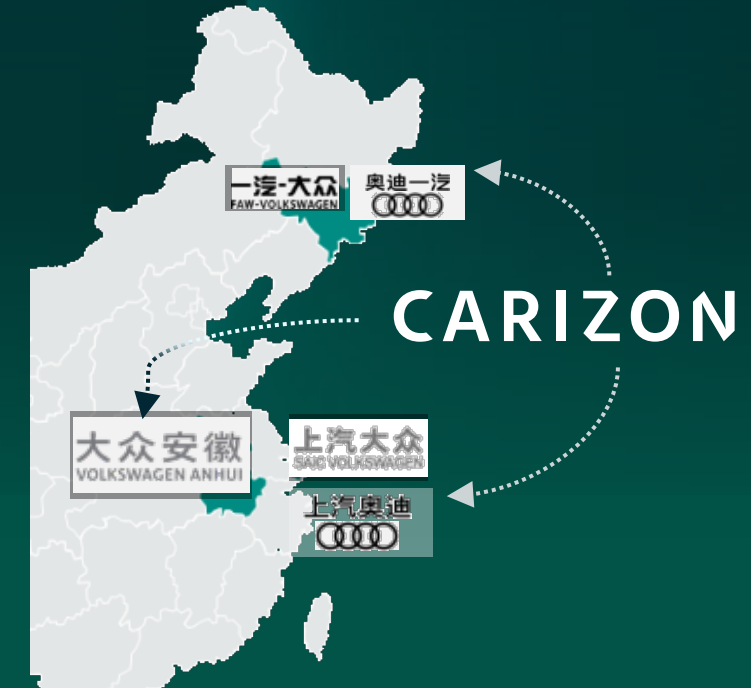 一汽-大众
FAW-VOLKSWAGEN
奥迪一汽
CARIZON
大众安徽
VOLKSWAGEN ANHUI
上汽大众
SAIC VOLKSWAGEN
上汽奥迪